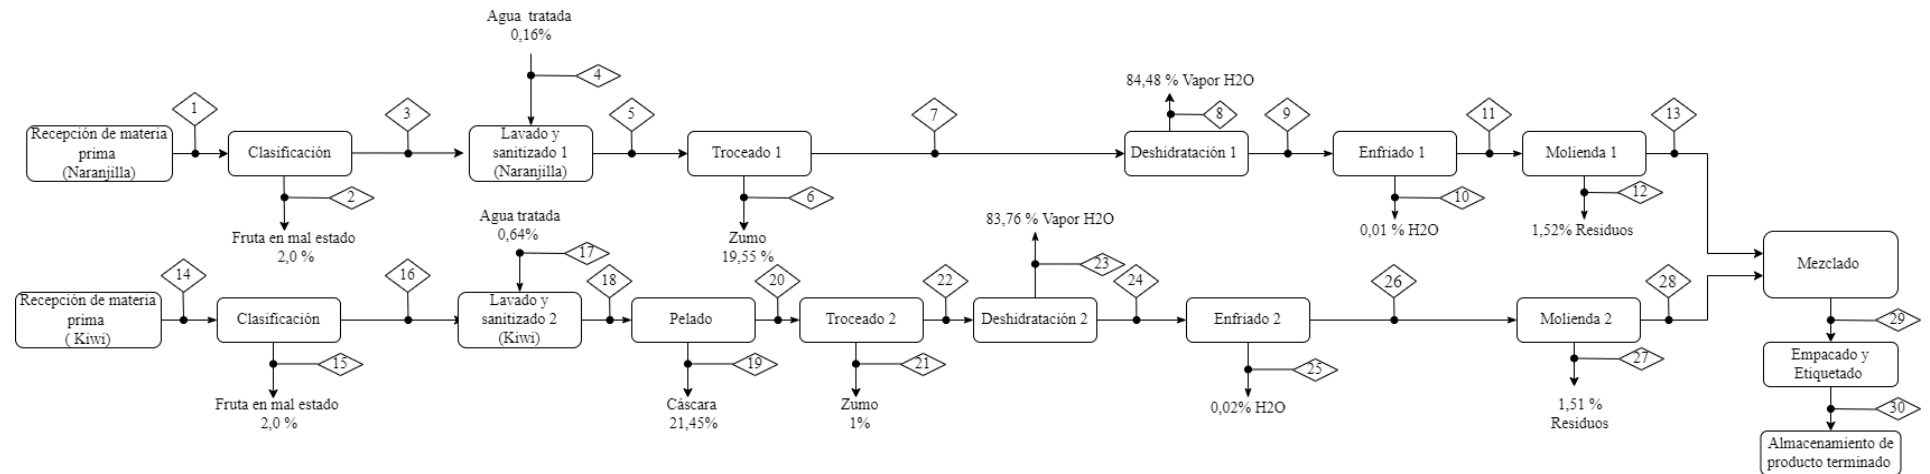 Agua  tratada
0,16%
4
1
3
5
7
84,48 % Vapor H2O
8
9
11
13
Recepción de materia
prima
(Naranjilla)
Clasificación
Lavado y
sanitizado 1
(Naranjilla)
Troceado 1
Deshidratación 1
Enfriado 1
Molienda 1
2
6
10
12
Fruta en mal estado
2,0 %
Zumo
19,55 %
0,01 % H2O
1,52% Residuos
Agua tratada
0,64%
17
83,76 % Vapor H2O
23
Mezclado
14
16
18
20
22
24
26
28
Recepción de materia
prima
( Kiwi)
Clasificación
Lavado y
sanitizado 2
(Kiwi)
Pelado
Troceado 2
Deshidratación 2
Enfriado 2
Molienda 2
29
15
19
21
25
27
Empacado y
Etiquetado
Fruta en mal estado
2,0 %
Cáscara
21,45%
Zumo
1%
0,02% H2O
1,51 %
Residuos
30
Almacenamiento de
producto terminado